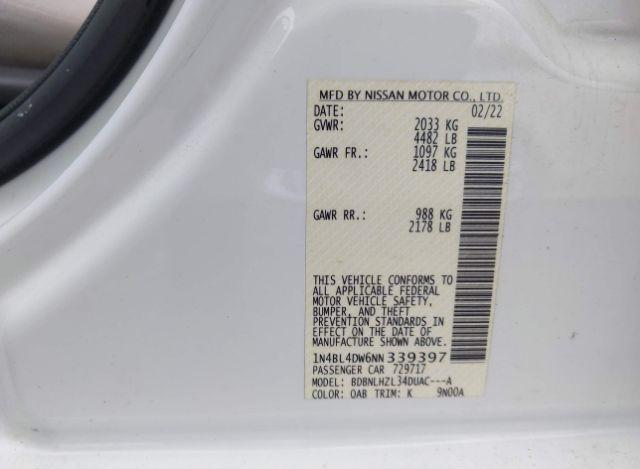 MFD BY NISSAN MOTOR CO., LTD.
DATE: 02/22
GVWR: 2033 KG
4482 LB
GAWR FR.: 1097 KG
2418 LB
GAWR RR.: 988 KG
2178 LB
THIS VEHICLE CONFORMS TO
ALL APPLICABLE FEDERAL
MOTOR VEHICLE SAFETY,
BUMPER, AND THEFT
PREVENTION STANDARDS IN
EFFECT ON THE DATE OF
MANUFACTURE SHOWN ABOVE.
1N4BL4DW6NN 339397
PASSENGER CAR 729717
MODEL: BDBNLHZL34DUAC---A
COLOR: QAB TRIM: K 9N00A